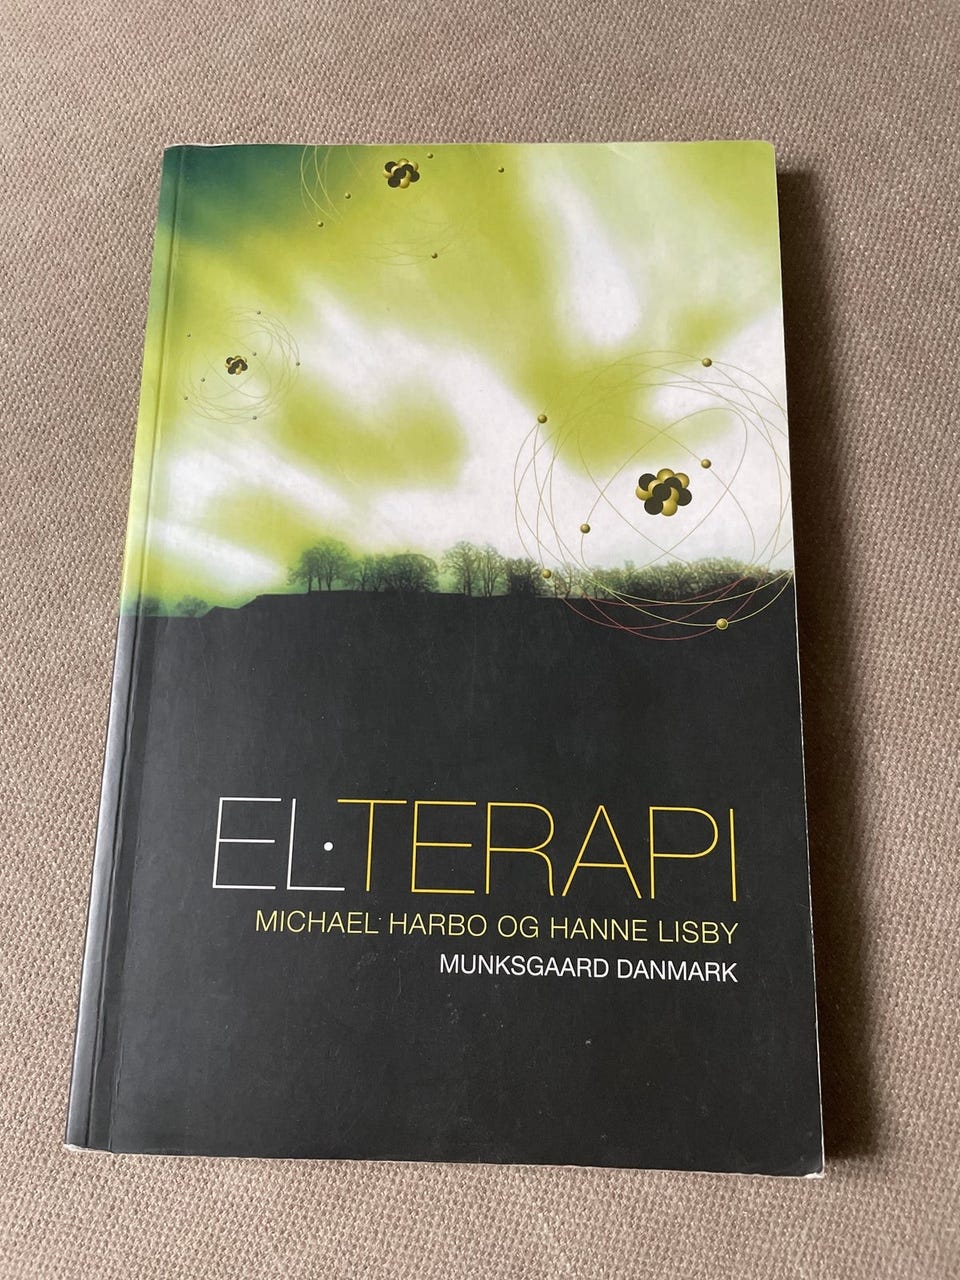 EL·TERAPI
MICHAEL HARBO OG HANNE LISBY
MUNKSGAARD DANMARK